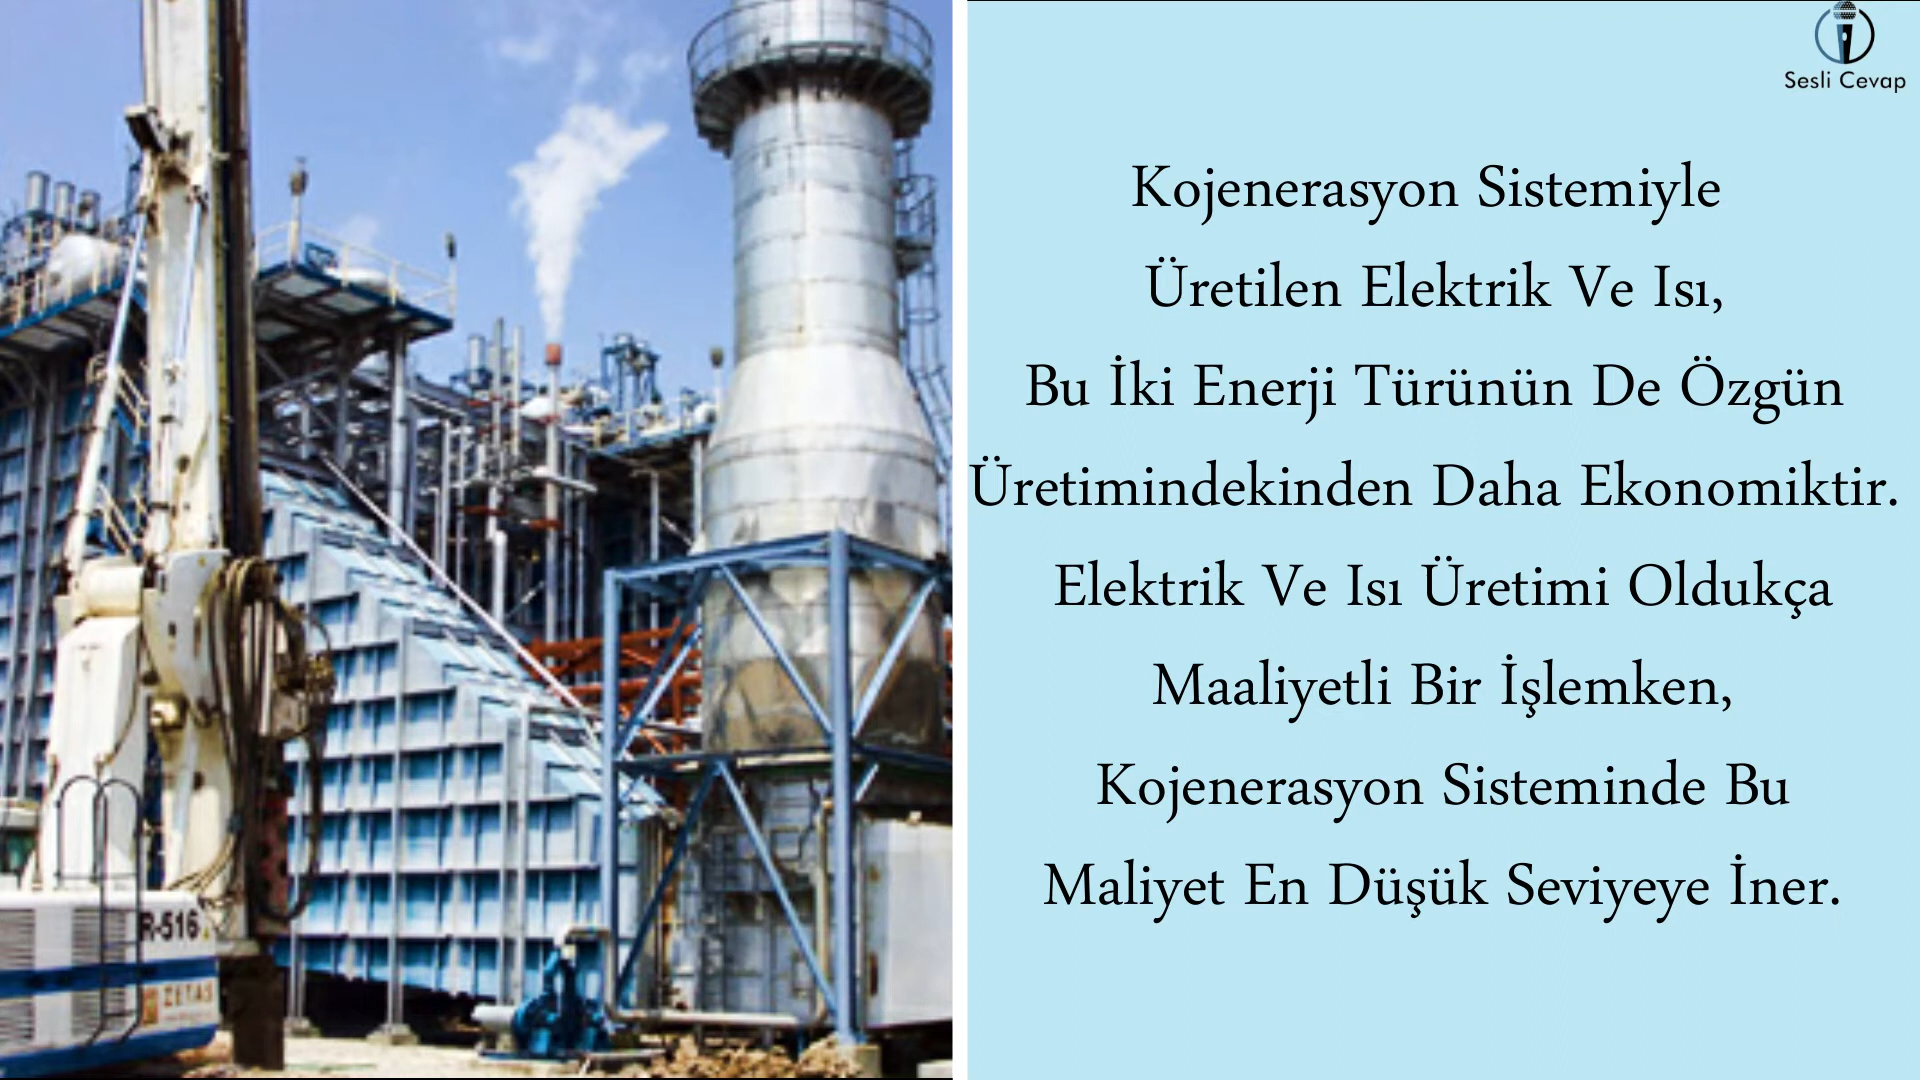 Sesli Cevap
Kojenerasyon Sistemiyle
Üretilen Elektrik Ve Isı,
Bu İki Enerji Türünün De Özgün
Üretimindekinden Daha Ekonomiktir.
Elektrik Ve Isı Üretimi Oldukça
Maaliyetli Bir İşlemken,
Kojenerasyon Sisteminde Bu
Maliyet En Düşük Seviyeye İner.
R-516
ZETAŞ